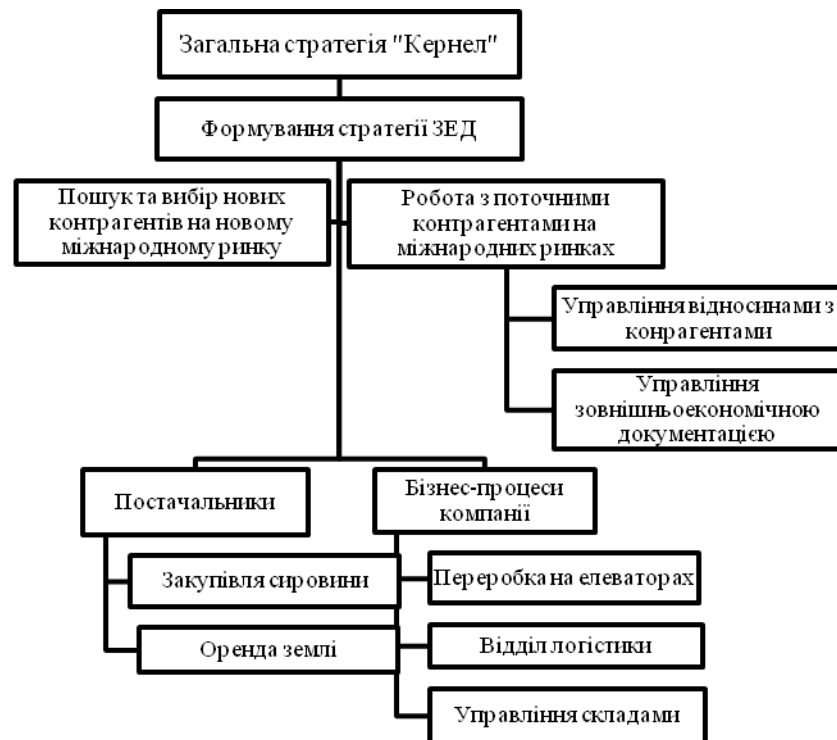 Загальна стратегія "Кернел"
Формування стратегії ЗЕД
Пошук та вибір нових
контрагентів на новому
міжнародному ринку
Робота з поточними
контрагентами на
міжнародних ринках
Управління відносинами з
конрагентами
Управління
зовнішньоекономічною
документацією
Постачальники
Бізнес-процеси
компанії
Закупівля сировини
Переробка на елеваторах
Оренда землі
Відділ логістики
Управління складами